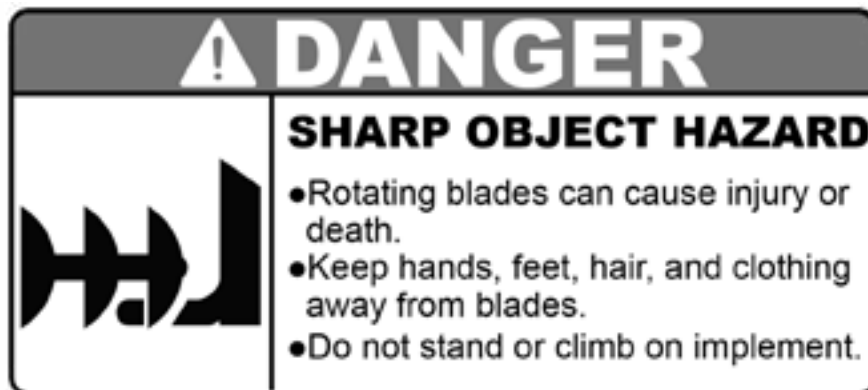 DANGER
SHARP OBJECT HAZARD
●Rotating blades can cause injury or
death.
●Keep hands, feet, hair, and clothing
away from blades.
●Do not stand or climb on implement.